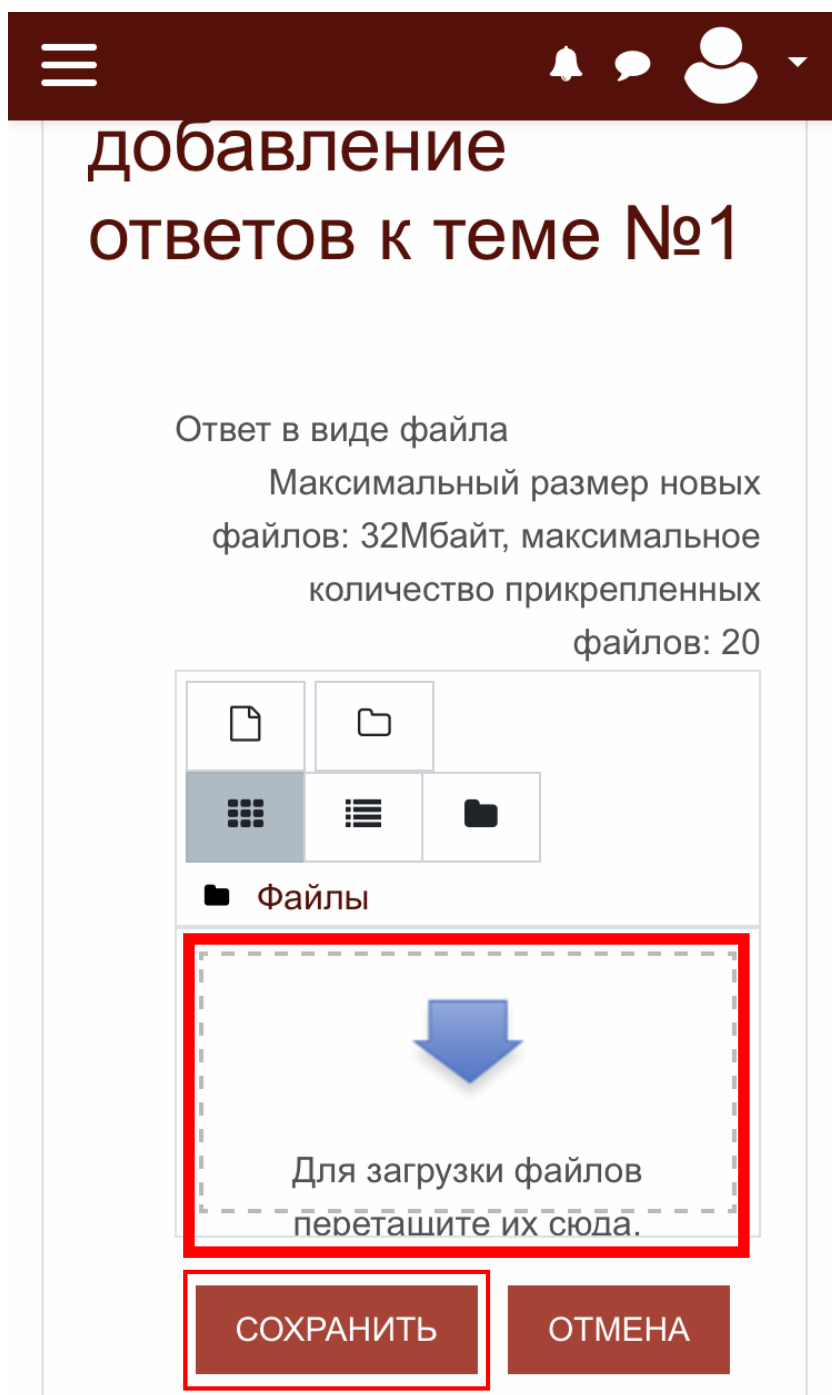 добавление
ответов к теме №1
Ответ в виде файла
Максимальный размер новых
файлов: 32Мбайт, максимальное
количество прикрепленных
файлов: 20
Файлы
Для загрузки файлов
перетащите их сюда.
СОХРАНИТЬ
ОТМЕНА